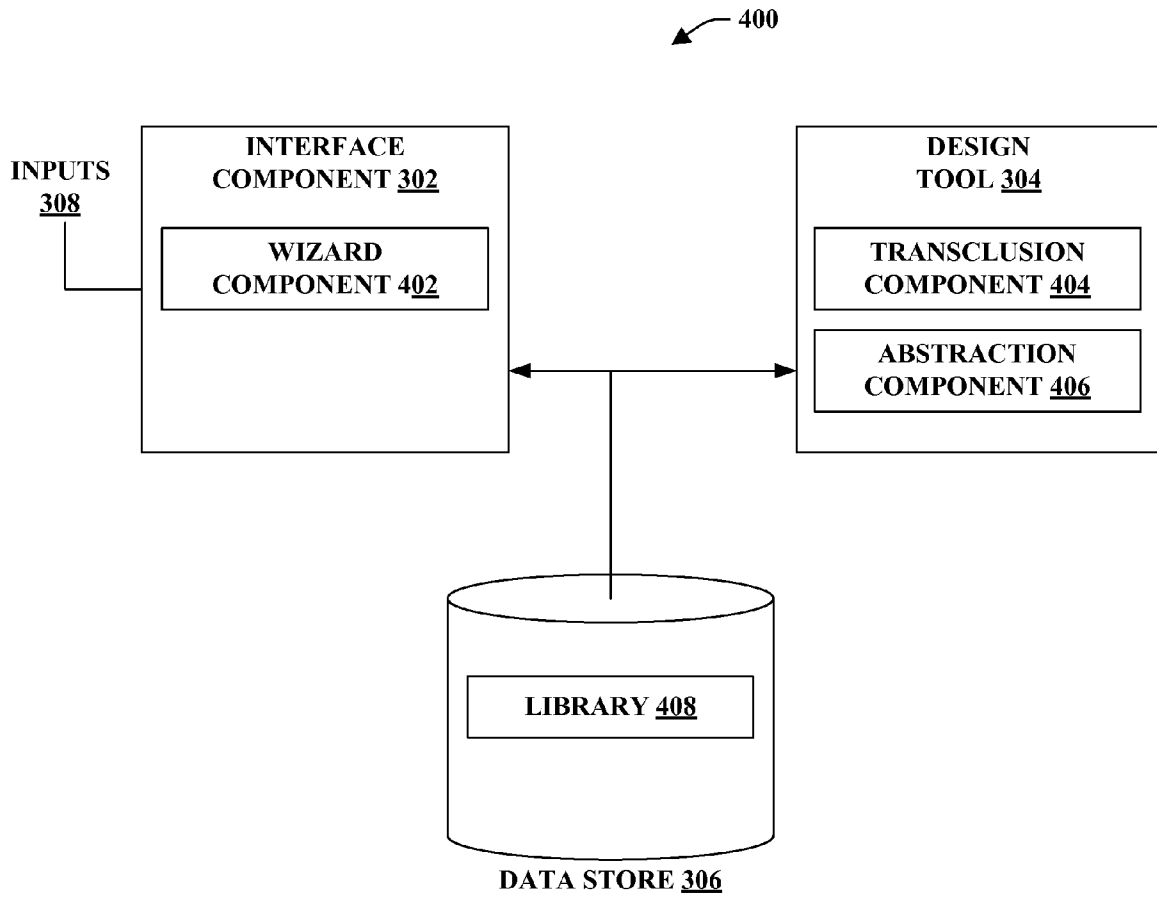 400
INPUTS
308
INTERFACE
COMPONENT 302
WIZARD
COMPONENT 402
DESIGN
TOOL 304
TRANSCLUSION
COMPONENT 404
ABSTRACTION
COMPONENT 406
LIBRARY 408
DATA STORE 306